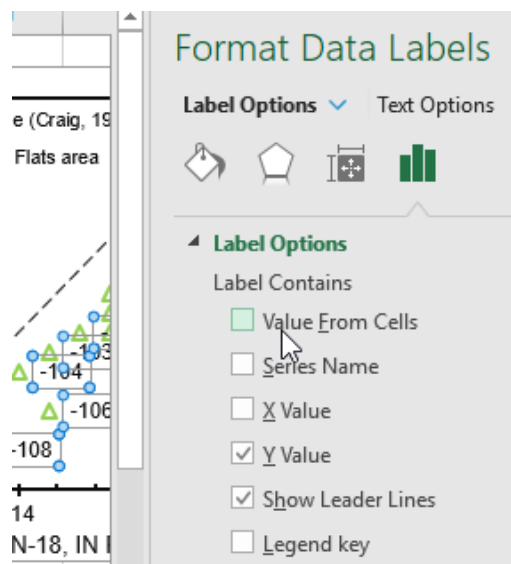 Format Data Labels
Label Options Text Options
Label Options
Label Contains
Value From Cells
Series Name
X Value
Y Value
Show Leader Lines
Legend key
e (Craig, 19
Flats area
-103
-104
-106
-108
14
N-18, IN